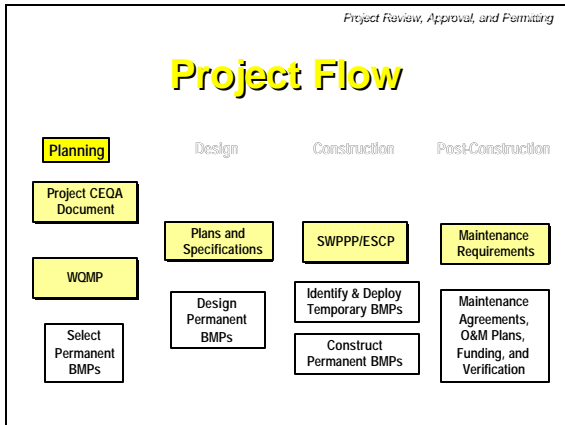 Project Review, Approval, and Permitting
Project Flow
Planning
Design
Construction
Post-Construction
Project CEQA
Document
WQMP
Select
Permanent
BMPs
Plans and
Specifications
Design
Permanent
BMPs
SWPPP/ESCP
Identify & Deploy
Temporary BMPs
Construct
Permanent BMPs
Maintenance
Requirements
Maintenance
Agreements,
O&M Plans,
Funding, and
Verification